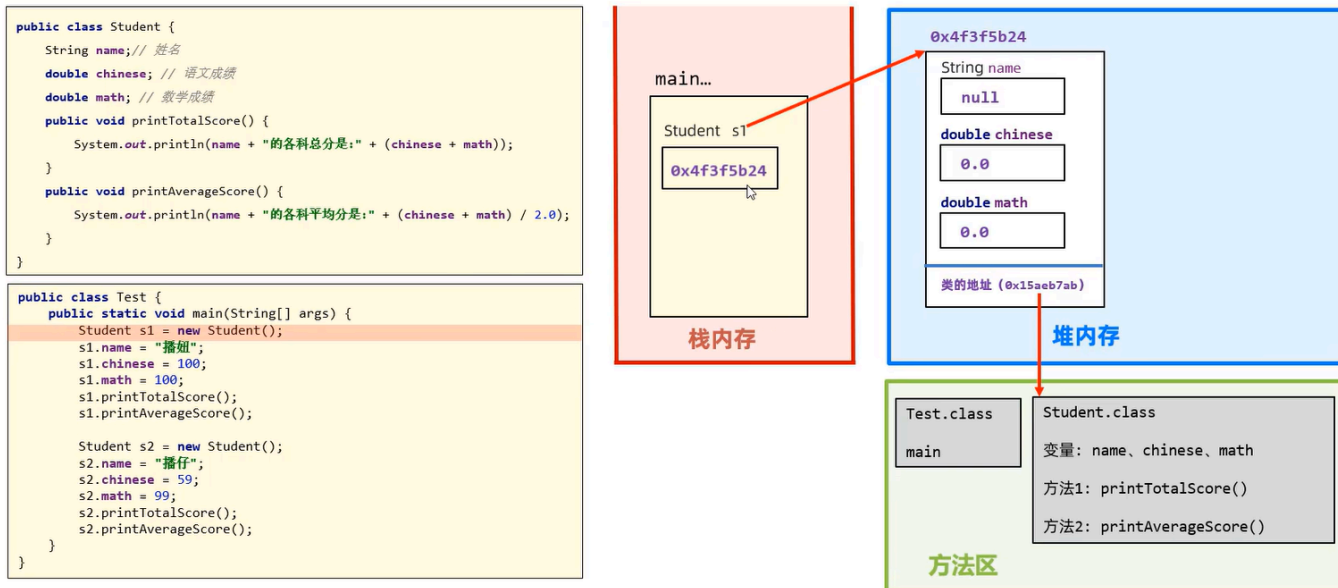 public class Student {
String name;// 姓名
double chinese; // 语文成绩
double math; // 数学成绩
public void printTotalScore() {
System.out.println(name + "的各科总分是:" + (chinese + math));
}
public void printAverageScore() {
System.out.println(name + "的各科平均分是:" + (chinese + math) / 2.0);
}
}
public class Test {
public static void main(String[] args) {
Student s1 = new Student();
s1.name = "播妞";
s1.chinese = 100;
s1.math = 100;
s1.printTotalScore();
s1.printAverageScore();
Student s2 = new Student();
s2.name = "播仔";
s2.chinese = 59;
s2.math = 99;
s2.printTotalScore();
s2.printAverageScore();
}
}
main…
Student s1
0x4f3f5b24
栈内存
0x4f3f5b24
String name
null
double chinese
0.0
double math
0.0
类的地址（0x15aeb7ab）
堆内存
Test.class
main
Student.class
变量: name、chinese、math
方法1: printTotalScore()
方法2: printAverageScore()
方法区